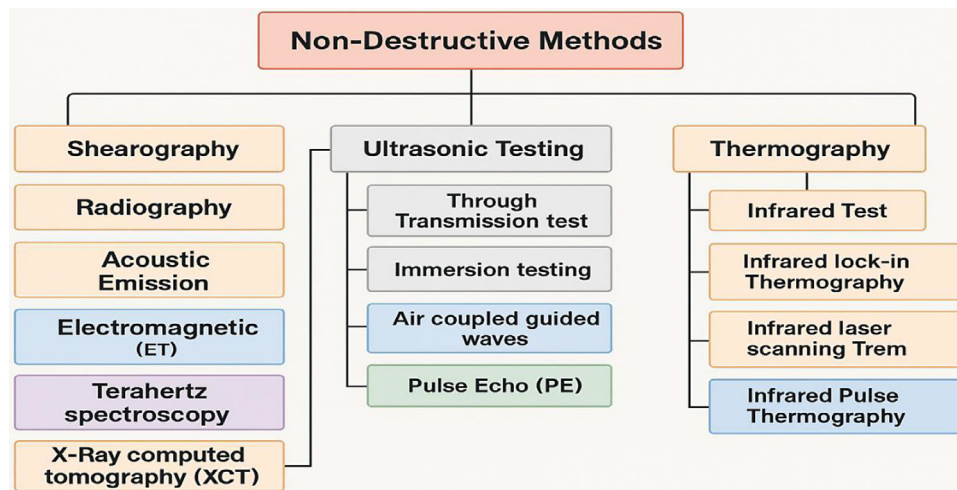 Non-Destructive Methods
Shearography
Radiography
Acoustic
Emission
Electromagnetic
(ET)
Terahertz
spectroscopy
X-Ray computed
tomography (XCT)
Ultrasonic Testing
Through
Transmission test
Immersion testing
Air coupled guided
waves
Pulse Echo (PE)
Thermography
Infrared Test
Infrared lock-in
Thermography
Infrared laser
scanning Trem
Infrared Pulse
Thermography